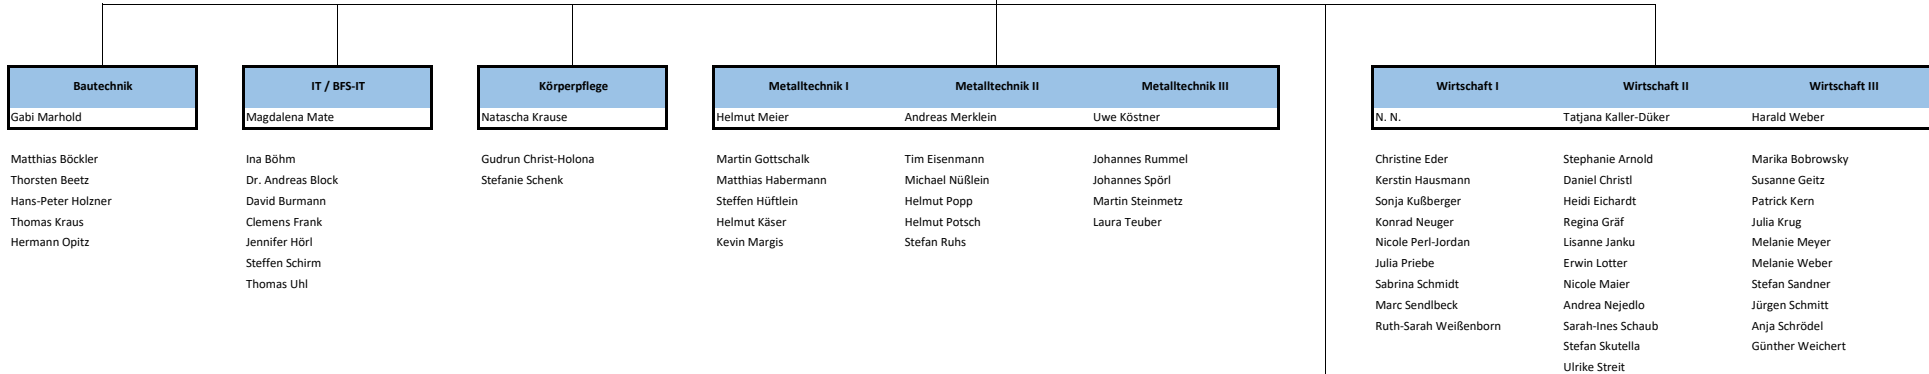 Bautechnik
Gabi Marhold
Matthias Böckler
Thorsten Beetz
Hans-Peter Holzner
Thomas Kraus
Hermann Opitz
IT / BFS-IT
Magdalena Mate
Ina Böhm
Dr. Andreas Block
David Burmann
Clemens Frank
Jennifer Hörl
Steffen Schirm
Thomas Uhl
Körperpflege
Natascha Krause
Gudrun Christ-Holona
Stefanie Schenk
Metalltechnik I
Helmut Meier
Martin Gottschalk
Matthias Habermann
Steffen Hüftlein
Helmut Käser
Kevin Margis
Metalltechnik II
Andreas Merklein
Tim Eisenmann
Michael Nüßlein
Helmut Popp
Helmut Potsch
Stefan Ruhs
Metalltechnik III
Uwe Köstner
Johannes Rummel
Johannes Spörl
Martin Steinmetz
Laura Teuber
Wirtschaft I
N. N.
Christine Eder
Kerstin Hausmann
Sonja Kußberger
Konrad Neuger
Nicole Perl-Jordan
Julia Priebe
Sabrina Schmidt
Marc Sendlbeck
Ruth-Sarah Weißenborn
Wirtschaft II
Tatjana Kaller-Düker
Stephanie Arnold
Daniel Christl
Heidi Eichardt
Regina Gräf
Lisanne Janku
Erwin Lotter
Nicole Maier
Andrea Nejedlo
Sarah-Ines Schaub
Stefan Skutella
Ulrike Streit
Wirtschaft III
Harald Weber
Marika Bobrowsky
Susanne Geitz
Patrick Kern
Julia Krug
Melanie Meyer
Melanie Weber
Stefan Sandner
Jürgen Schmitt
Anja Schrödel
Günther Weichert